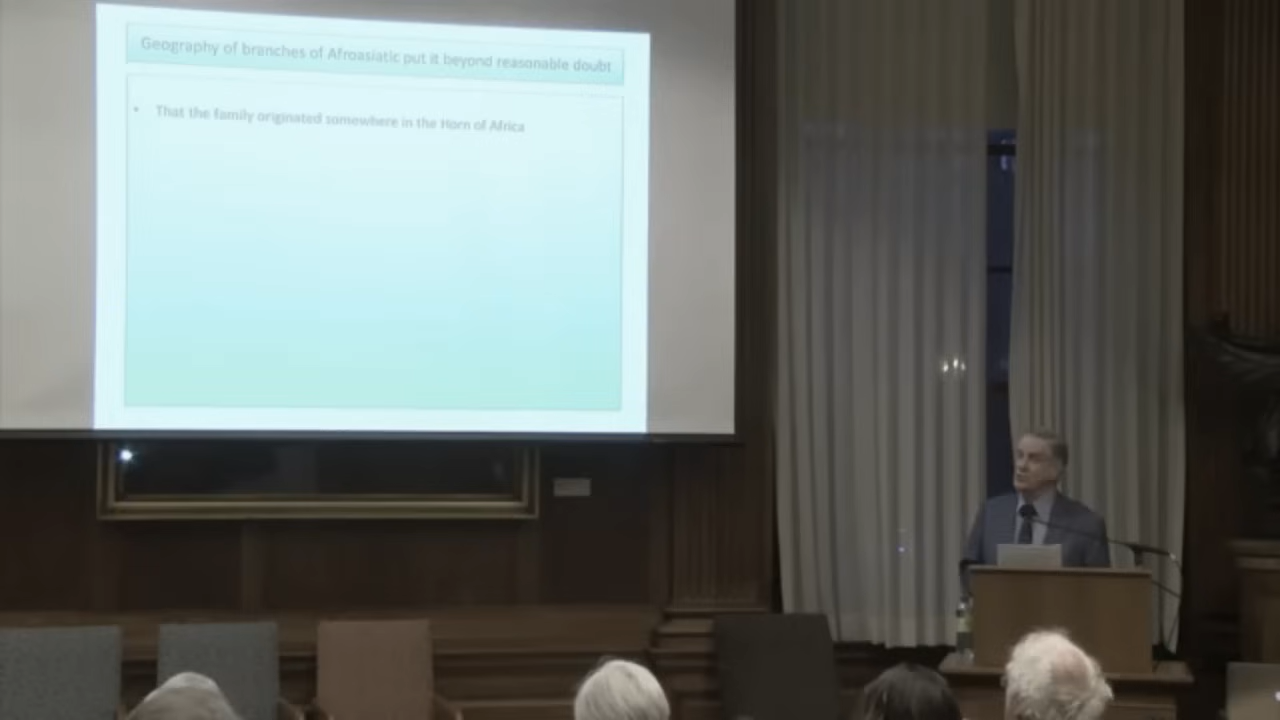 Geography of branches of Afroasiatic put it beyond reasonable doubt
• That the family originated somewhere in the Horn of Africa